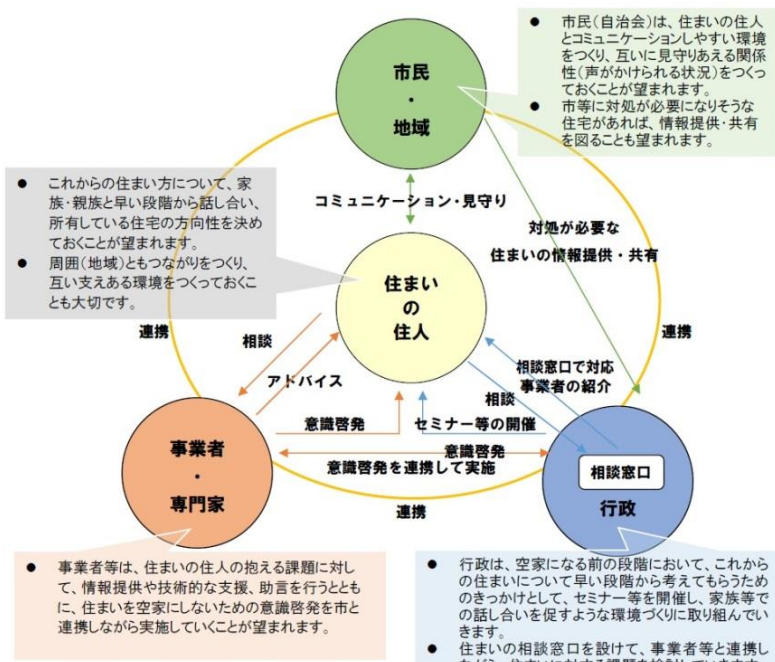 市民
・
地域
● 市民（自治会）は、住まいの住人
とコミュニケーションしやすい環境
をつくり、互いに見守りあえる関係
性（声がかけられる状況）をつくっ
ておくことが望まれます。
● 市等に対処が必要になりそうな
住宅があれば、情報提供・共有
を図ることも望まれます。
● これからの住まい方について、家
族・親族と早い段階から話し合い、
所有している住宅の方向性を決め
ておくことが望まれます。
● 周囲（地域）ともつながりをつくり、
互い支えある環境をつくっておくこ
とも大切です。
コミュニケーション・見守り
対処が必要な
住まいの情報提供・共有
住まい
の
住人
連携
連携
相談
アドバイス
相談窓口で対応
事業者の紹介
相談
意識啓発
セミナー等の開催
意識啓発
意識啓発を連携して実施
事業者
・
専門家
相談窓口
行政
連携
● 事業者等は、住まいの住人の抱える課題に対し
て、情報提供や技術的な支援、助言を行うととも
に、住まいを空家にしないための意識啓発を市と
連携しながら実施していくことが望まれます。
● 行政は、空家になる前の段階において、これから
の住まいについて早い段階から考えてもらうため
のきっかけとして、セミナー等を開催し、家族等で
の話し合いを促すような環境づくりに取り組んでい
きます。
● 住まいの相談窓口を設けて、事業者等と連携し